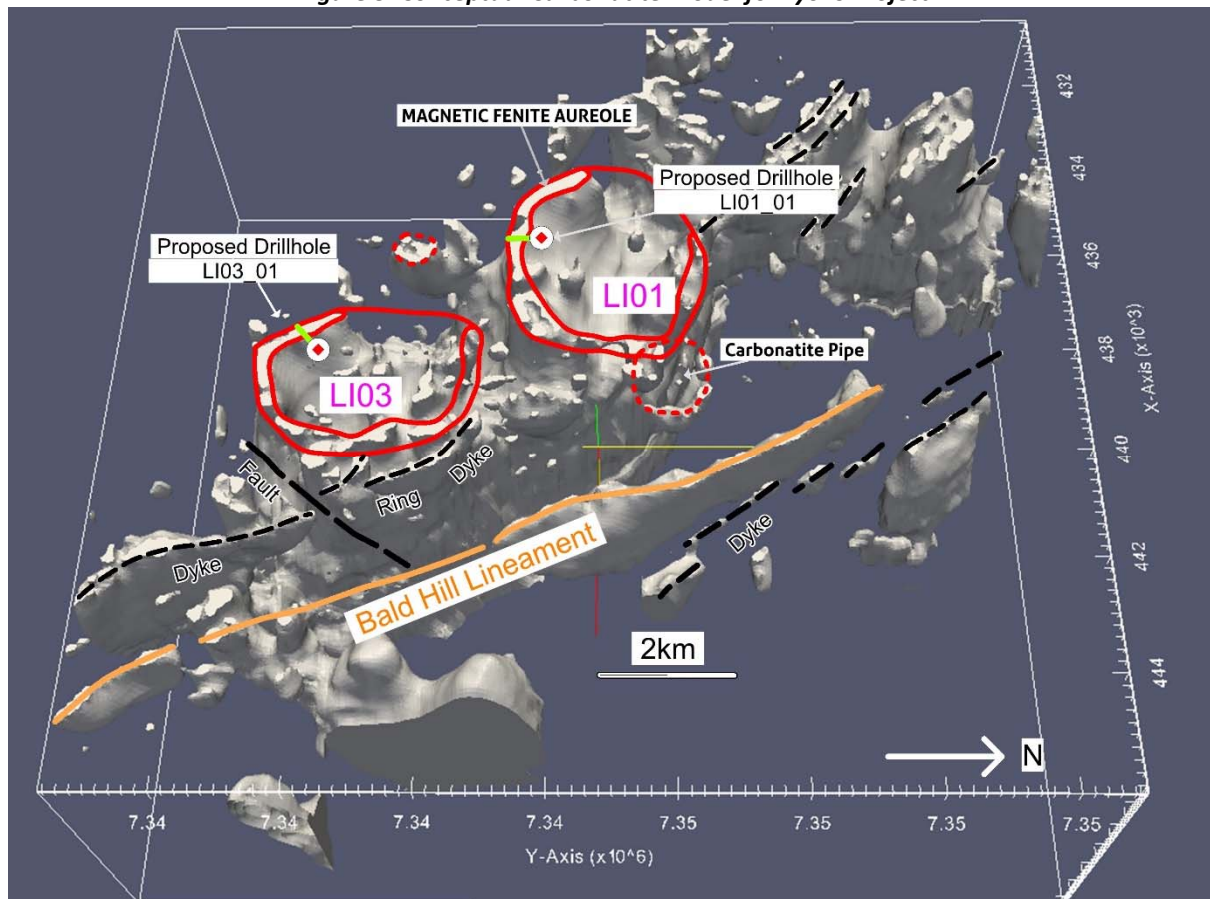 MAGNETIC FENITE AUREOLE
Proposed Drillhole
LI01_01
Proposed Drillhole
LI03_01
LI01
LI03
Carbonatite Pipe
Fault
Ring
Dyke
Dyke
Dyke
Bald Hill Lineament
2km
N
432
434
436
438
440
442
444
X-Axis (x10^3)
7.34
7.34
7.34
7.34
7.35
7.35
7.35
7.35
Y-Axis (x10^6)